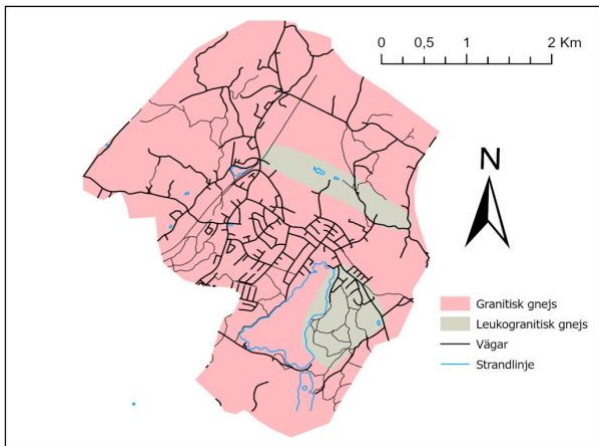 0 0,5 1 2 Km
N
Granitisk gnejs
Leukogranitisk gnejs
Vägar
Strandlinje